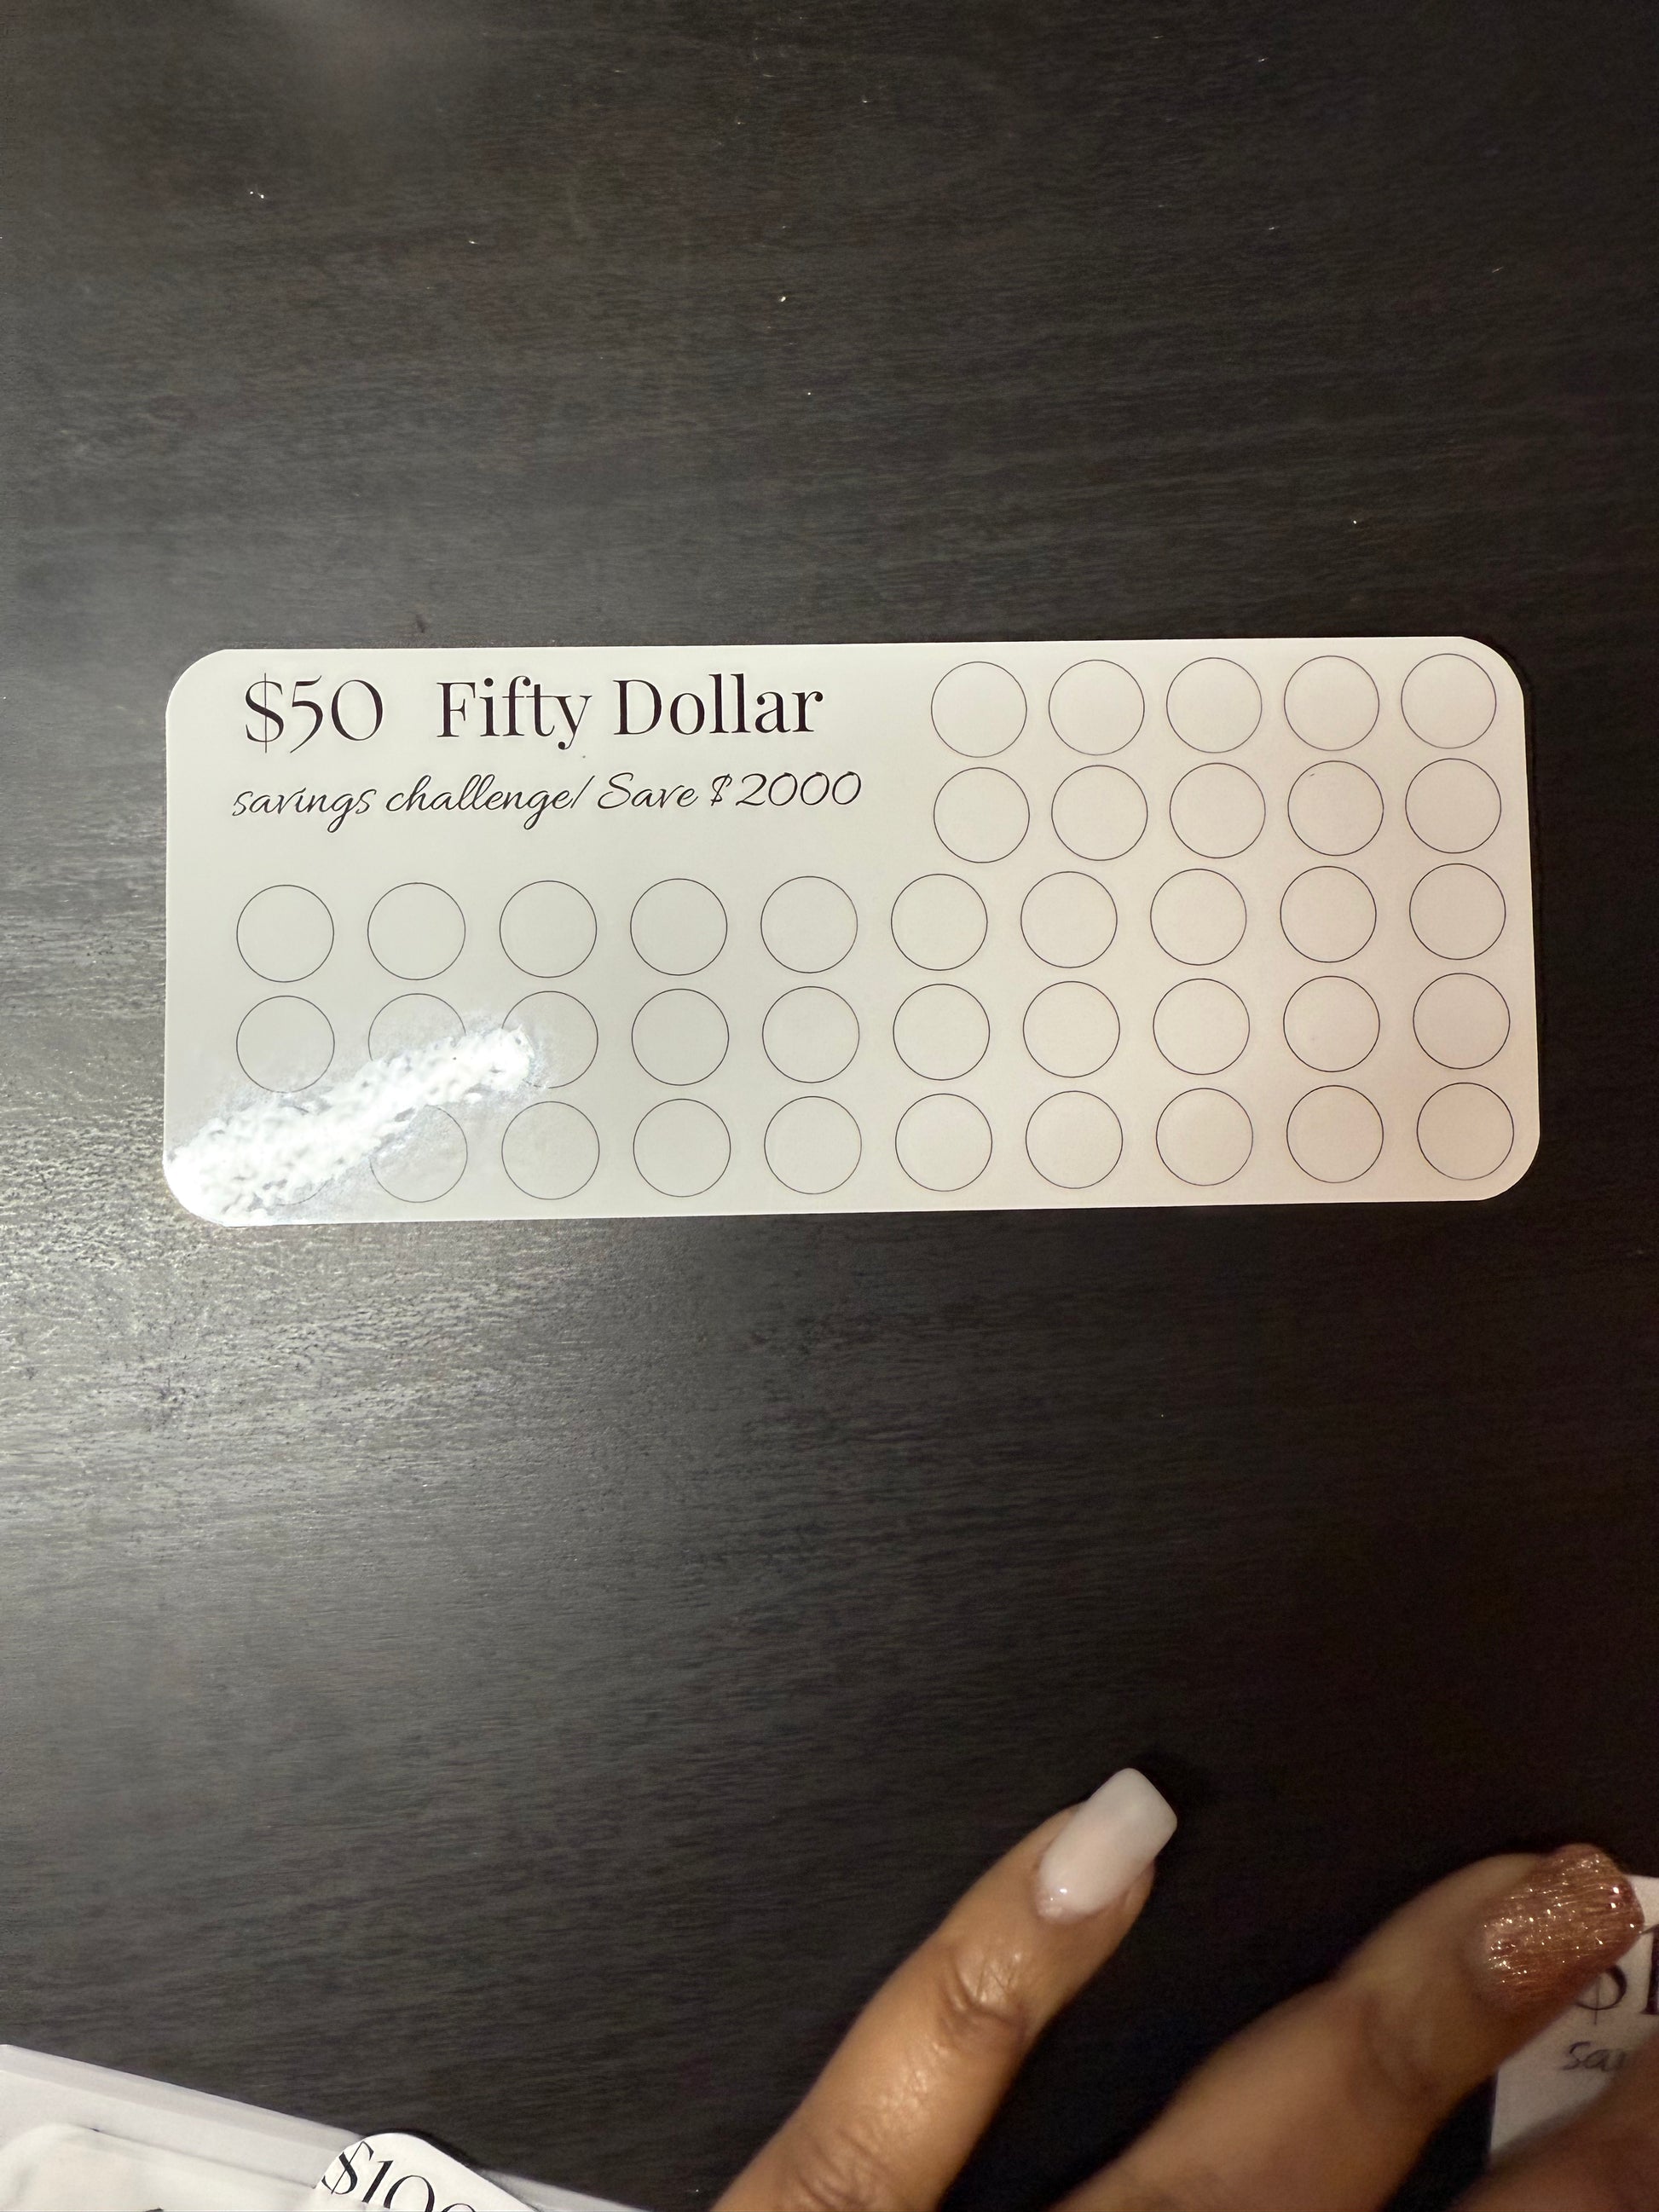 $50 Fifty Dollar
savings challenge/ Save $2000